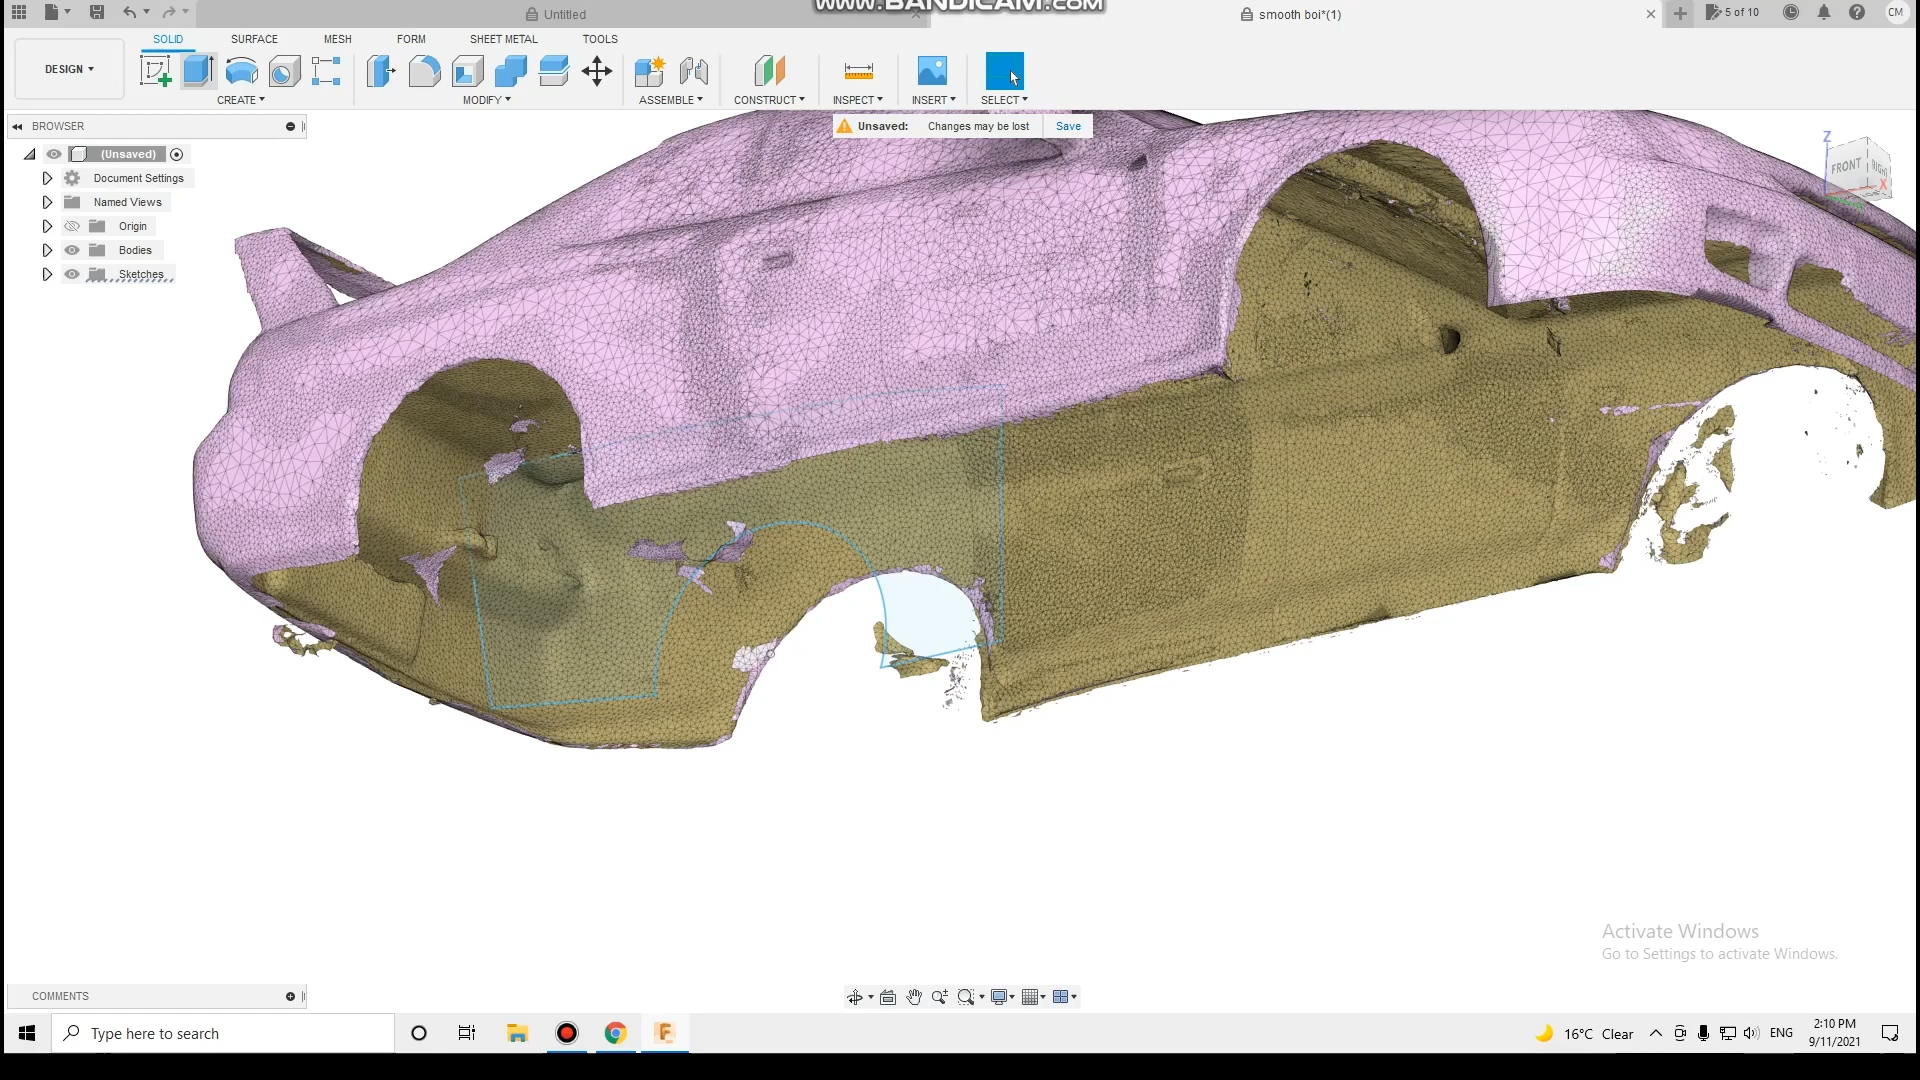 www.BANDICAM.com
Untitled
smooth boi*(1)
5 of 10
CM
DESIGN
SOLID
SURFACE
MESH
FORM
SHEET METAL
TOOLS
CREATE
MODIFY
ASSEMBLE
CONSTRUCT
INSPECT
INSERT
SELECT
BROWSER
Unsaved:
Changes may be lost
Save
(Unsaved)
Document Settings
Named Views
Origin
Bodies
Sketches
Z
FRONT
RIGHT
X
Activate Windows
Go to Settings to activate Windows.
COMMENTS
Type here to search
16°C Clear
ENG
2:10 PM
9/11/2021